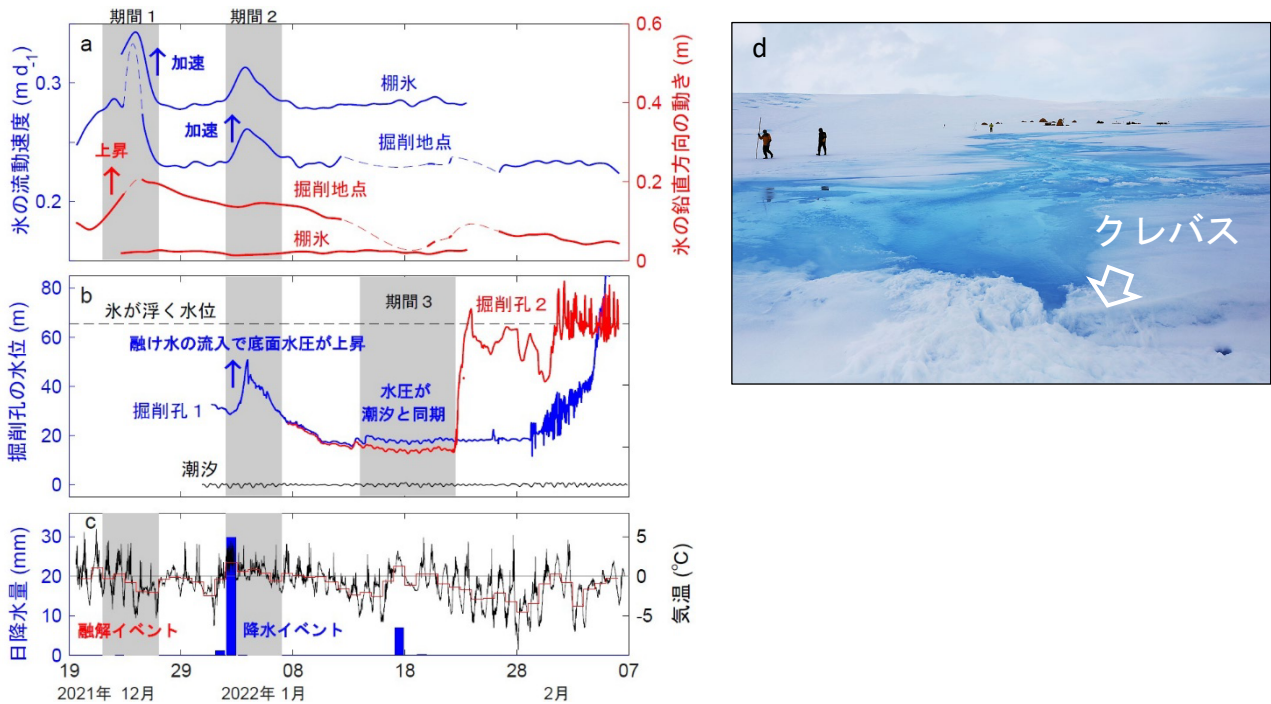 期間1
期間2
a
氷の流動速度 (m d⁻¹)
0.3
0.2
加速
棚氷
加速
掘削地点
上昇
掘削地点
棚氷
0.6
0.4
0.2
0
氷の鉛直方向の動き (m)
b
掘削孔の水位 (m)
80
60
40
20
0
氷が浮く水位
期間3
掘削孔2
融け水の流入で底面水圧が上昇
掘削孔1
水圧が
潮汐と同期
潮汐
c
日降水量 (mm)
30
20
10
0
融解イベント
降水イベント
5
0
-5
気温 (°C)
19
29
08
18
28
07
2021年 12月
2022年 1月
2月
d
クレバス